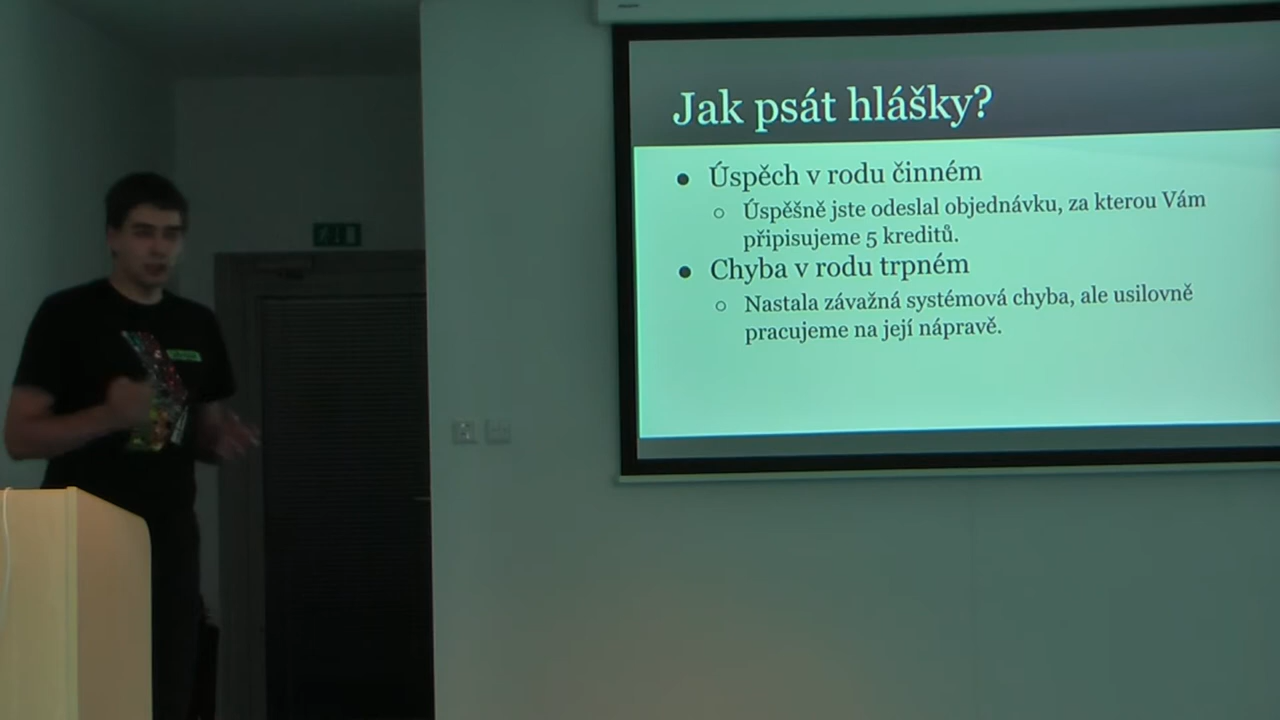 Jak psát hlášky?
● Úspěch v rodu činném
○ Úspěšně jste odeslal objednávku, za kterou Vám
připisujeme 5 kreditů.
● Chyba v rodu trpném
○ Nastala závažná systémová chyba, ale usilovně
pracujeme na její nápravě.